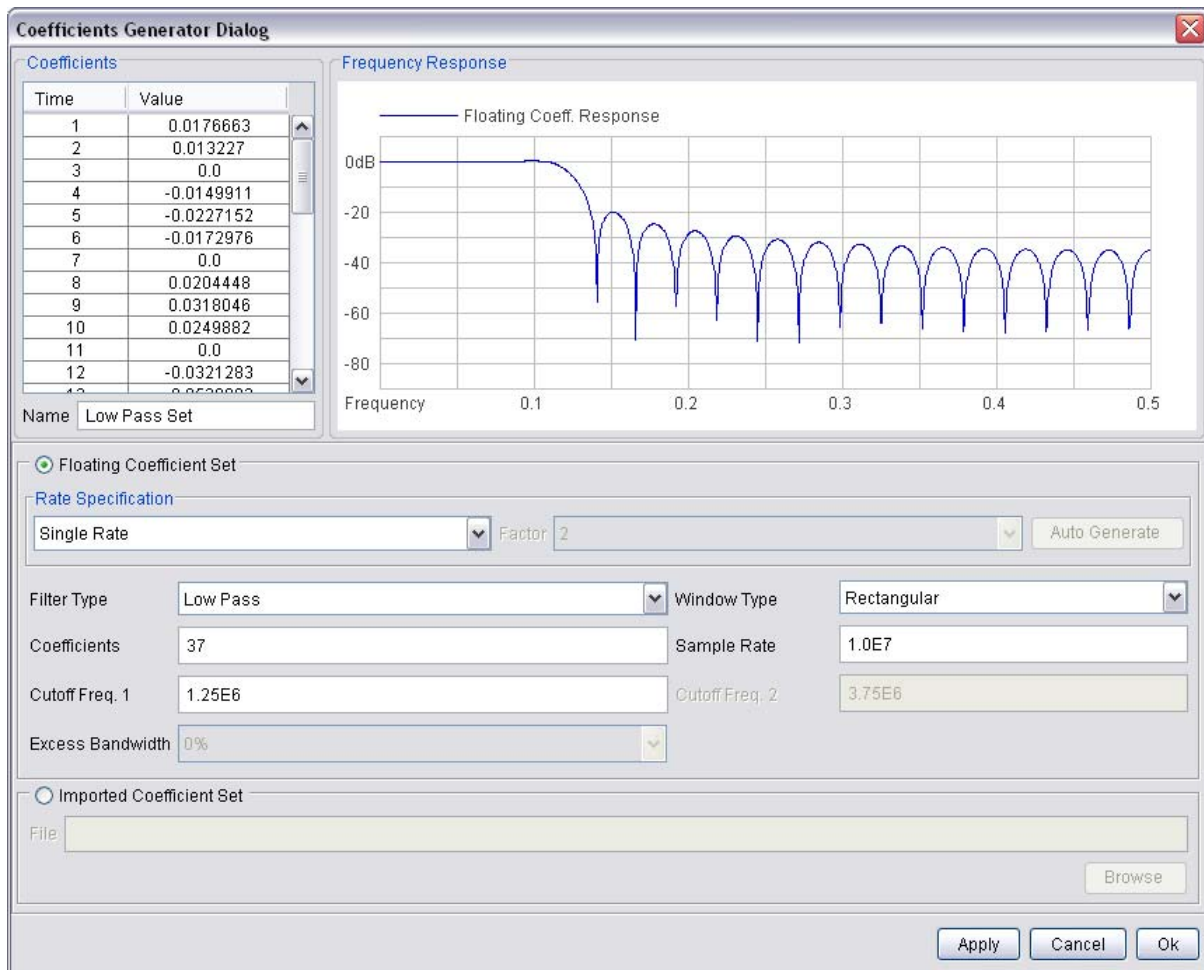 Coefficients Generator Dialog
Coefficients
Time Value
1 0.0176663
2 0.013227
3 0.0
4 -0.0149911
5 -0.0227152
6 -0.0172976
7 0.0
8 0.0204448
9 0.0318046
10 0.0249882
11 0.0
12 -0.0321283
Name Low Pass Set
Frequency Response
Floating Coeff. Response
0dB
-20
-40
-60
-80
Frequency 0.1 0.2 0.3 0.4 0.5
Floating Coefficient Set
Rate Specification
Single Rate Factor 2 Auto Generate
Filter Type Low Pass Window Type Rectangular
Coefficients 37 Sample Rate 1.0E7
Cutoff Freq. 1 1.25E6 Cutoff Freq. 2 3.75E6
Excess Bandwidth 0%
Imported Coefficient Set
File
Browse
Apply Cancel Ok